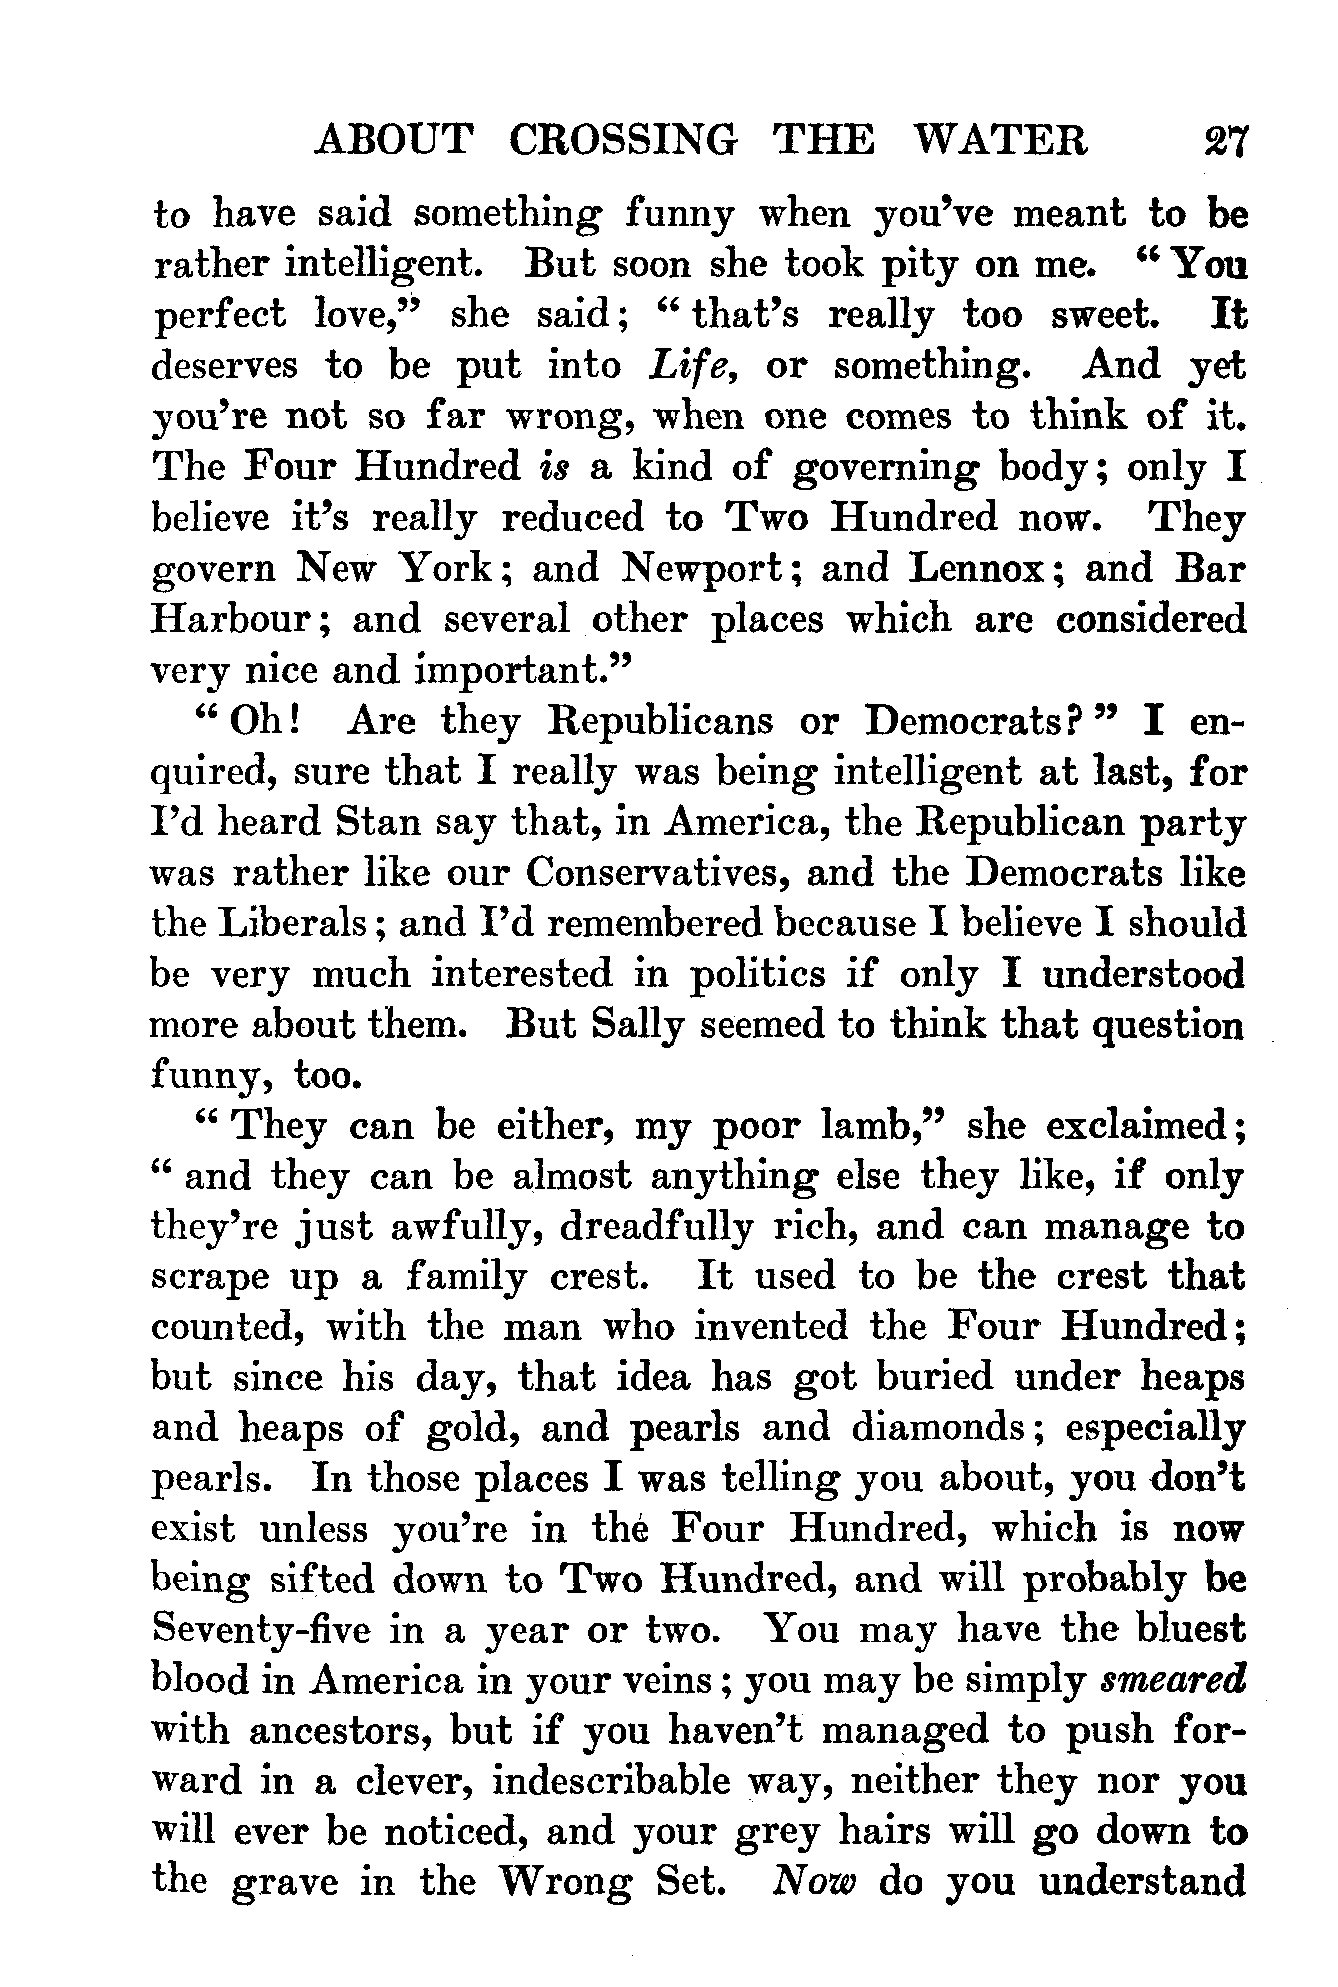 ABOUT CROSSING THE WATER 27
to have said something funny when you've meant to be
rather intelligent. But soon she took pity on me. “ You
perfect love,” she said ; “ that's really too sweet. It
deserves to be put into Life, or something. And yet
you're not so far wrong, when one comes to think of it.
The Four Hundred is a kind of governing body ; only I
believe it's really reduced to Two Hundred now. They
govern New York ; and Newport ; and Lennox ; and Bar
Harbour ; and several other places which are considered
very nice and important.”
“ Oh! Are they Republicans or Democrats? ” I en-
quired, sure that I really was being intelligent at last, for
I'd heard Stan say that, in America, the Republican party
was rather like our Conservatives, and the Democrats like
the Liberals ; and I'd remembered because I believe I should
be very much interested in politics if only I understood
more about them. But Sally seemed to think that question
funny, too.
“ They can be either, my poor lamb,” she exclaimed ;
“ and they can be almost anything else they like, if only
they're just awfully, dreadfully rich, and can manage to
scrape up a family crest. It used to be the crest that
counted, with the man who invented the Four Hundred ;
but since his day, that idea has got buried under heaps
and heaps of gold, and pearls and diamonds ; especially
pearls. In those places I was telling you about, you don't
exist unless you're in the Four Hundred, which is now
being sifted down to Two Hundred, and will probably be
Seventy-five in a year or two. You may have the bluest
blood in America in your veins ; you may be simply smeared
with ancestors, but if you haven't managed to push for-
ward in a clever, indescribable way, neither they nor you
will ever be noticed, and your grey hairs will go down to
the grave in the Wrong Set. Now do you understand